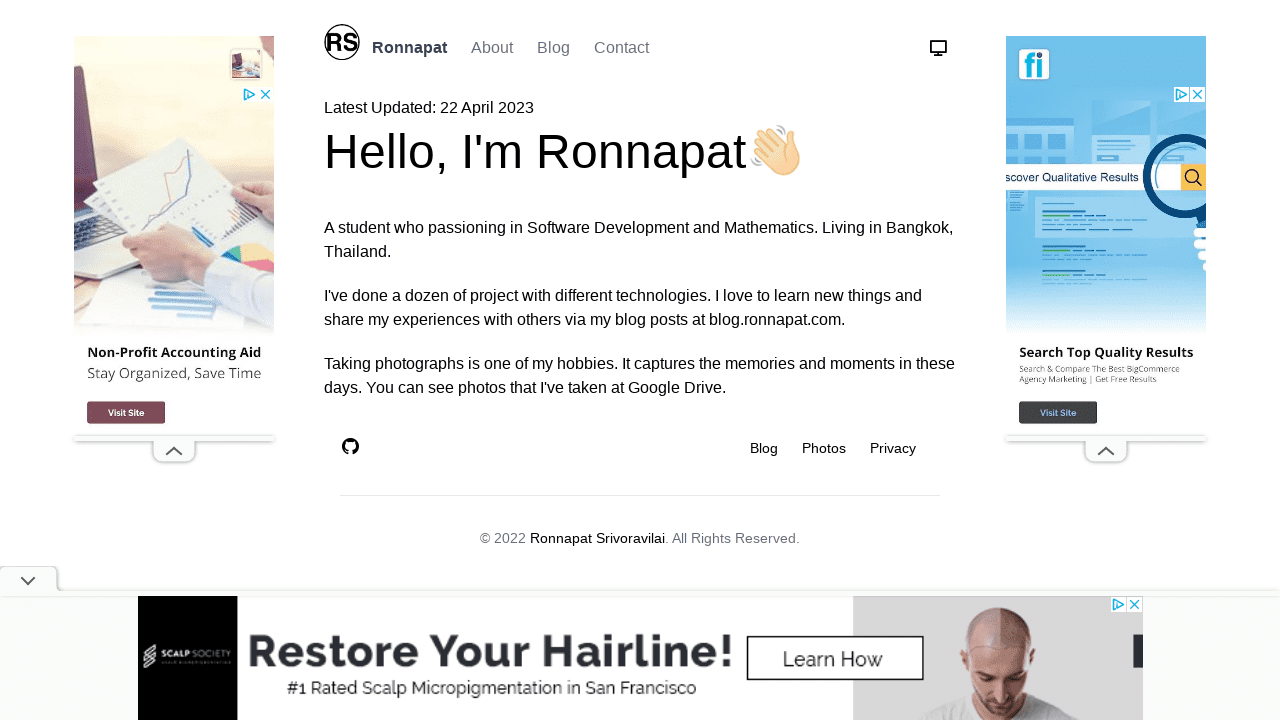 RS Ronnapat About Blog Contact
Latest Updated: 22 April 2023
Hello, I'm Ronnapat
A student who passioning in Software Development and Mathematics. Living in Bangkok,
Thailand.
I've done a dozen of project with different technologies. I love to learn new things and
share my experiences with others via my blog posts at blog.ronnapat.com.
Taking photographs is one of my hobbies. It captures the memories and moments in these
days. You can see photos that I've taken at Google Drive.
Blog Photos Privacy
© 2022 Ronnapat Srivoravilai. All Rights Reserved.
Non-Profit Accounting Aid
Stay Organized, Save Time
Visit Site
fi
scover Qualitative Results
Search Top Quality Results
Search & Compare The Best BigCommerce
Agency Marketing | Get Free Results
Visit Site
SCALP SOCIETY
Restore Your Hairline!
#1 Rated Scalp Micropigmentation in San Francisco
Learn How